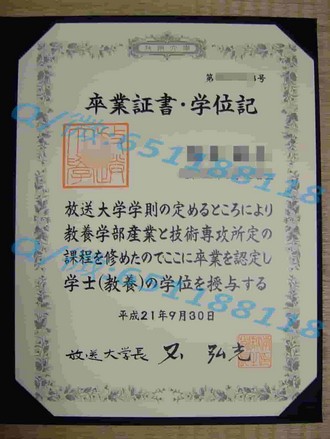 第 号
卒業証書・学位記
放送大学学則の定めるところにより
教養学部産業と技術専攻所定の
課程を修めたのでここに卒業を認定し
学士(教養)の学位を授与する
平成21年9月30日
放送大学長
弘光
651188118
651188118
651188118